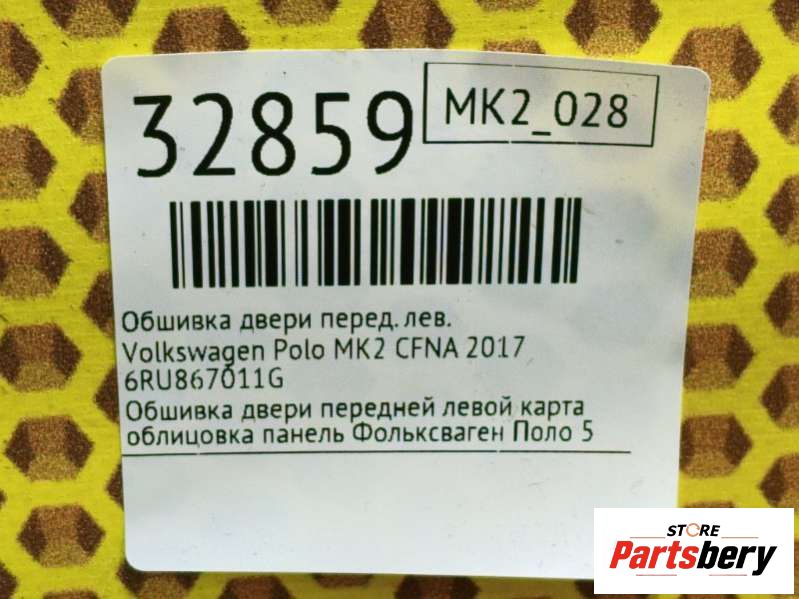 32859
MK2_028
Обшивка двери перед. лев.
Volkswagen Polo MK2 CFNA 2017
6RU867011G
Обшивка двери передней левой карта
облицовка панель Фольксваген Поло 5
STORE
Partsbery